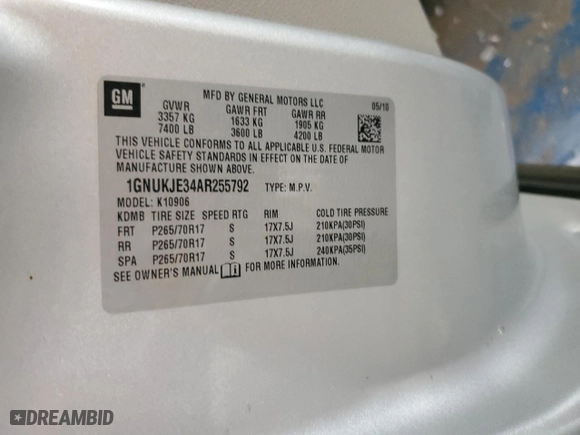 GM
MFD BY GENERAL MOTORS LLC
05/10
GVWR GAWR FRT GAWR RR
3357 KG 1633 KG 1905 KG
7400 LB 3600 LB 4200 LB
THIS VEHICLE CONFORMS TO ALL APPLICABLE U.S. FEDERAL MOTOR
VEHICLE SAFETY STANDARDS IN EFFECT ON THE DATE OF
MANUFACTURE SHOWN ABOVE.
1GNUKJE34AR255792 TYPE: M.P.V.
MODEL: K10906
KDMB TIRE SIZE SPEED RTG RIM COLD TIRE PRESSURE
FRT P265/70R17 S 17X7.5J 210KPA(30PSI)
RR P265/70R17 S 17X7.5J 210KPA(30PSI)
SPA P265/70R17 S 17X7.5J 240KPA(35PSI)
SEE OWNER'S MANUAL FOR MORE INFORMATION.
DREAMBID